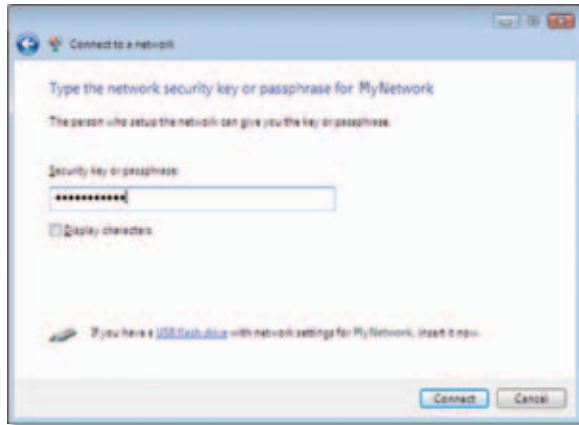 Connect to a network
Type the network security key or passphrase for MyNetwork
The person who setup the network can give you the key or passphrase.
Security key or passphrase:
•••••••••••
Display characters
If you have a USB flash drive with network settings for MyNetwork, insert it now.
Connect Cancel